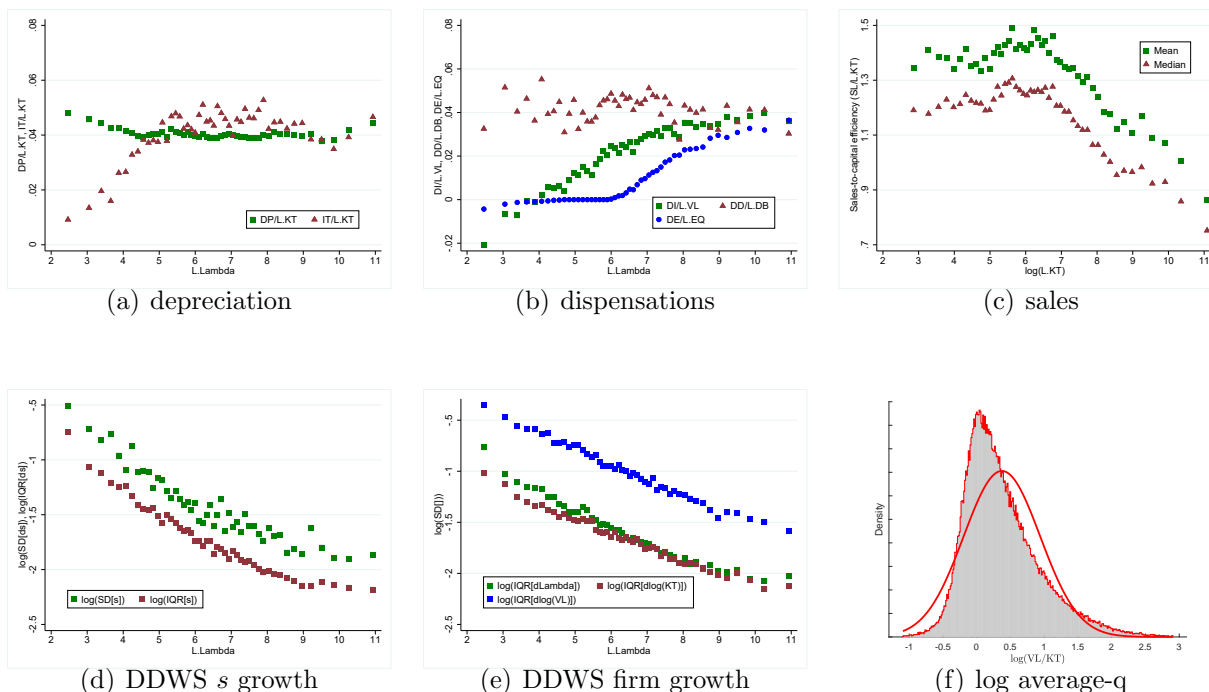 DP/L.KT, IT/L.KT
.08
.06
.04
.02
0
2 3 4 5 6 7 8 9 10 11
L.Lambda
DP/L.KT IT/L.KT
(a) depreciation
DI/L.VL, DD/L.DB, DE/L.EQ
.08
.06
.04
.02
0
-.02
2 3 4 5 6 7 8 9 10 11
L.Lambda
DI/L.VL DD/L.DB
DE/L.EQ
(b) dispensations
Sales-to-capital efficiency (SL/L.KT)
1.5
1.3
1.1
.9
.7
2 3 4 5 6 7 8 9 10 11
log(L.KT)
Mean
Median
(c) sales
log(SD[ds]), log(IQR[ds])
-.5
-1
-1.5
-2
-2.5
2 3 4 5 6 7 8 9 10 11
L.Lambda
log(SD[s]) log(IQR[s])
(d) DDWS s growth
log(SD[])
-.5
-1
-1.5
-2
-2.5
2 3 4 5 6 7 8 9 10 11
L.Lambda
log(IQR[dLambda]) log(IQR[dlog(KT)])
log(IQR[dlog(VL)])
(e) DDWS firm growth
Density
-1 -0.5 0 0.5 1 1.5 2 2.5 3
log(VL/KT)
(f) log average-q